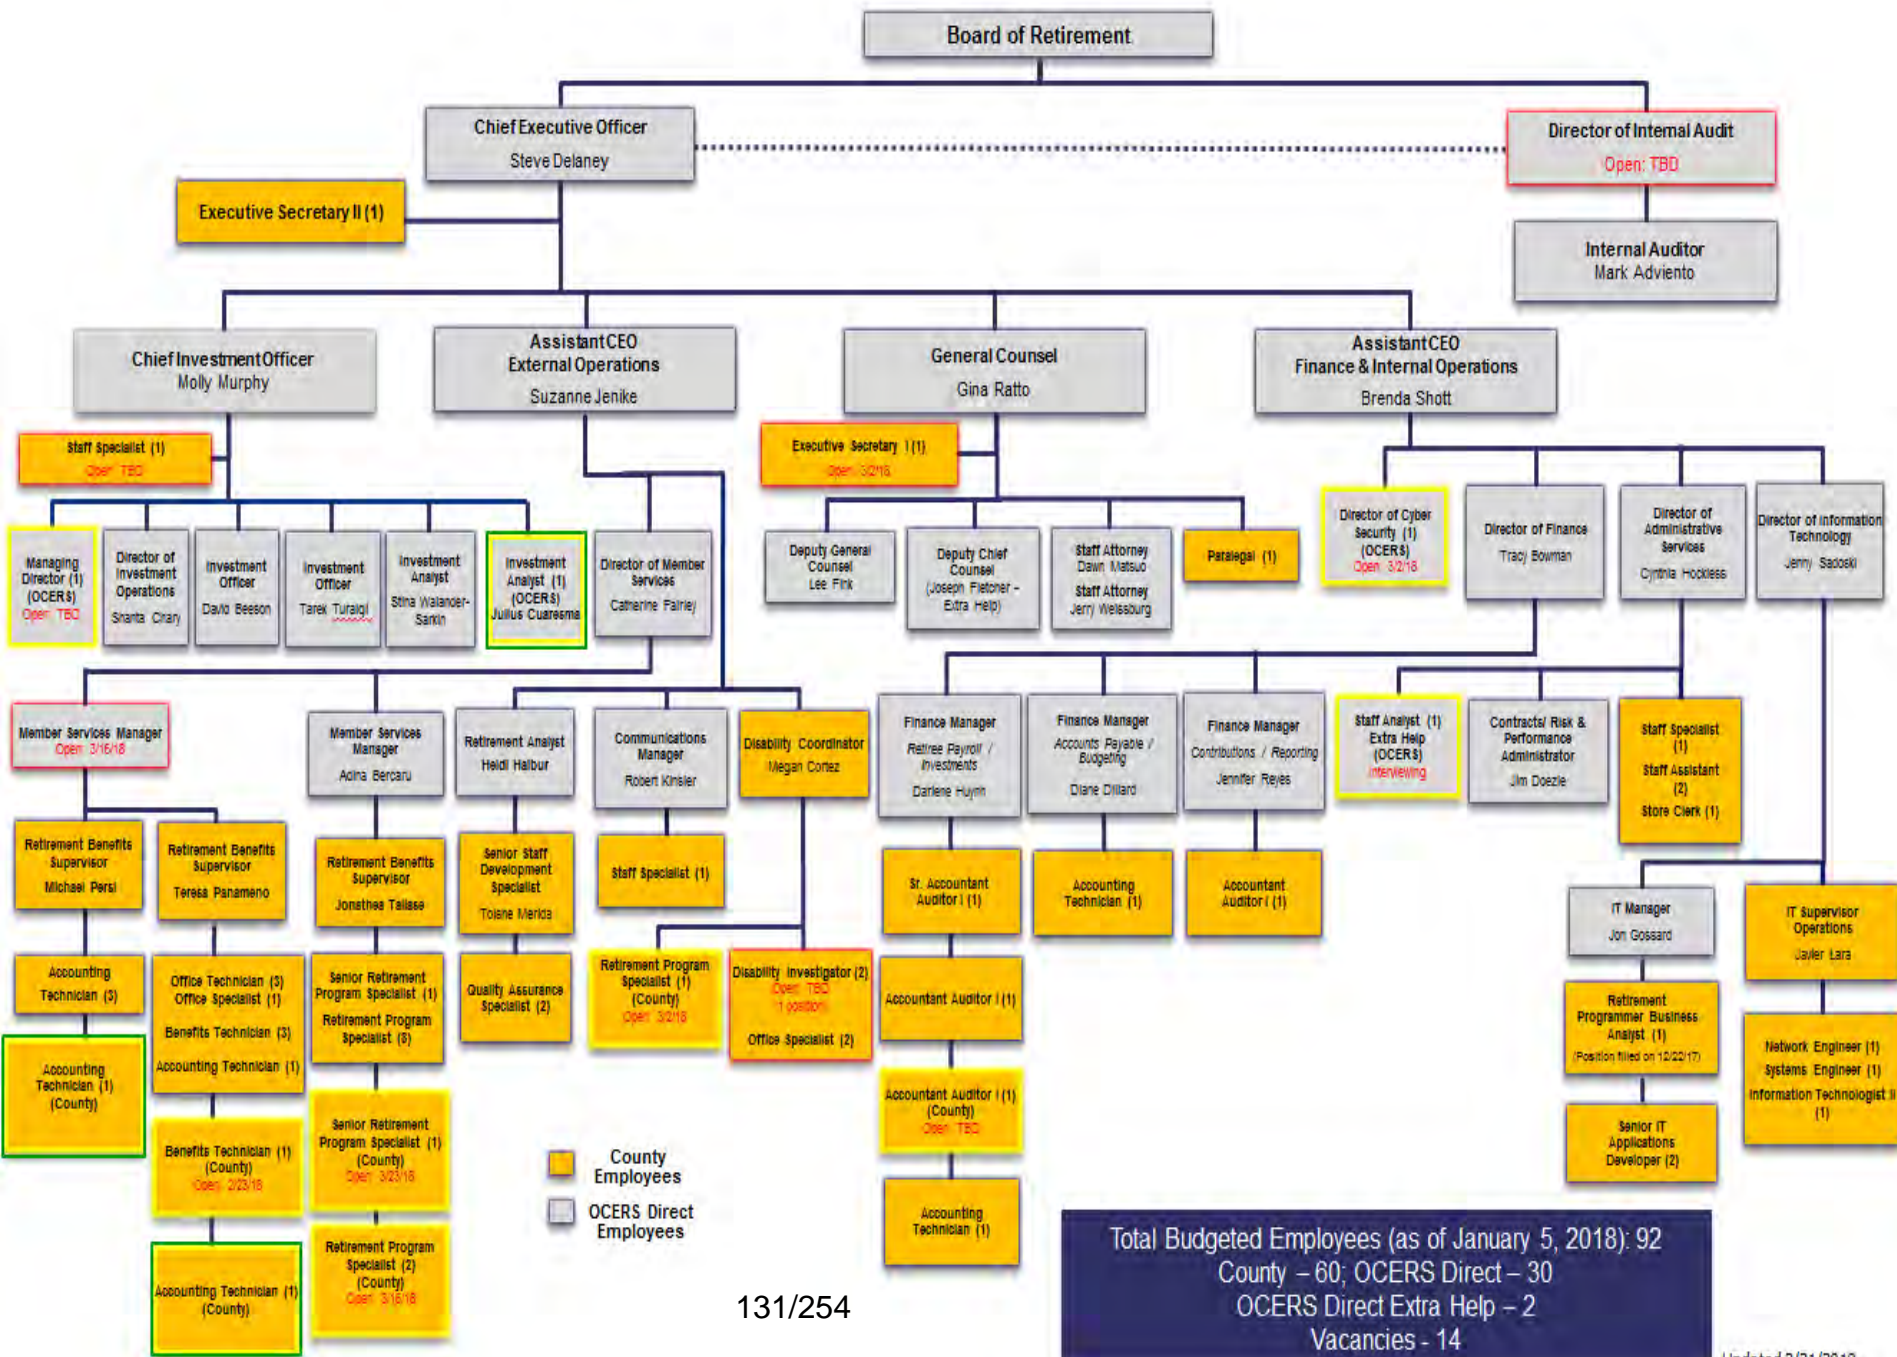 Board of Retirement
Chief Executive Officer
Steve Delaney
Director of Internal Audit
Open: TBD
Executive Secretary II (1)
Internal Auditor
Mark Adviento
Chief Investment Officer
Molly Murphy
Assistant CEO
External Operations
Suzanne Jenike
General Counsel
Gina Ratto
Assistant CEO
Finance & Internal Operations
Brenda Shott
Staff Specialist (1)
Open: TBD
Executive Secretary I (1)
Open: 3/2/18
Managing
Director (1)
(OCERS)
Open: TBD
Director of
Investment
Operations
Shanta Chary
Investment
Officer
David Beeson
Investment
Officer
Tarek Turaigi
Investment
Analyst
Stina Walander-
Sarkin
Investment
Analyst (1)
(OCERS)
Julius Cuaresma
Director of Member
Services
Catherine Fairley
Deputy General
Counsel
Lee Fink
Deputy Chief
Counsel
(Joseph Fletcher –
Extra Help)
Staff Attorney
Dawn Matsuo
Staff Attorney
Jerry Weissburg
Paralegal (1)
Director of Cyber
Security (1)
(OCERS)
Open: 3/2/18
Director of Finance
Tracy Bowman
Director of
Administrative
Services
Cynthia Hockless
Director of Information
Technology
Jenny Sadoski
Member Services Manager
Open: 3/16/18
Member Services
Manager
Adina Bercaru
Retirement Analyst
Heidi Halbur
Communications
Manager
Robert Kinsler
Disability Coordinator
Megan Cortez
Finance Manager
Retiree Payroll /
Investments
Darlene Huynh
Finance Manager
Accounts Payable /
Budgeting
Diane Dillard
Finance Manager
Contributions / Reporting
Jennifer Reyes
Staff Analyst (1)
Extra Help
(OCERS)
Interviewing
Contracts/ Risk &
Performance
Administrator
Jim Doezie
Staff Specialist
(1)
Staff Assistant
(2)
Store Clerk (1)
Retirement Benefits
Supervisor
Michael Persi
Retirement Benefits
Supervisor
Teresa Panameno
Retirement Benefits
Supervisor
Jonathea Tallase
Senior Staff
Development
Specialist
Toiane Merida
Staff Specialist (1)
Sr. Accountant
Auditor I (1)
Accounting
Technician (1)
Accountant
Auditor I (1)
IT Manager
Jon Gossard
IT Supervisor
Operations
Javier Lara
Accounting
Technician (3)
Office Technician (3)
Office Specialist (1)
Benefits Technician (3)
Accounting Technician (1)
Senior Retirement
Program Specialist (1)
Retirement Program
Specialist (5)
Quality Assurance
Specialist (2)
Retirement Program
Specialist (1)
(County)
Open: 3/2/18
Disability Investigator (2)
Open: TBD
1 position
Office Specialist (2)
Accountant Auditor I (1)
Retirement
Programmer Business
Analyst (1)
(Position filled on 12/22/17)
Network Engineer (1)
Systems Engineer (1)
Information Technologist II
(1)
Accounting
Technician (1)
(County)
Benefits Technician (1)
(County)
Open: 2/23/18
Senior Retirement
Program Specialist (1)
(County)
Open: 3/23/18
Accountant Auditor I (1)
(County)
Open: TBD
Senior IT
Applications
Developer (2)
Accounting Technician (1)
(County)
Retirement Program
Specialist (2)
(County)
Open: 3/16/18
Accounting
Technician (1)
County
Employees
OCERS Direct
Employees
Total Budgeted Employees (as of January 5, 2018): 92
County – 60; OCERS Direct – 30
OCERS Direct Extra Help – 2
Vacancies - 14
131/254